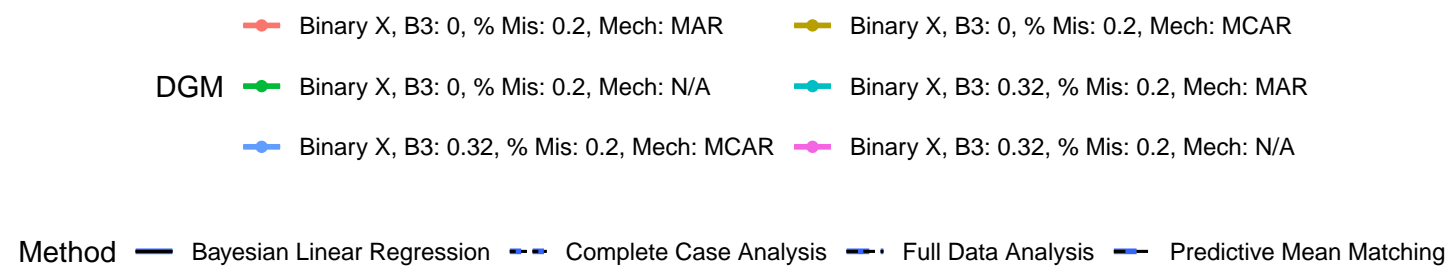 Binary X, B3: 0, % Mis: 0.2, Mech: MAR Binary X, B3: 0, % Mis: 0.2, Mech: MCAR
DGM Binary X, B3: 0, % Mis: 0.2, Mech: N/A Binary X, B3: 0.32, % Mis: 0.2, Mech: MAR
Binary X, B3: 0.32, % Mis: 0.2, Mech: MCAR Binary X, B3: 0.32, % Mis: 0.2, Mech: N/A
Method Bayesian Linear Regression Complete Case Analysis Full Data Analysis Predictive Mean Matching